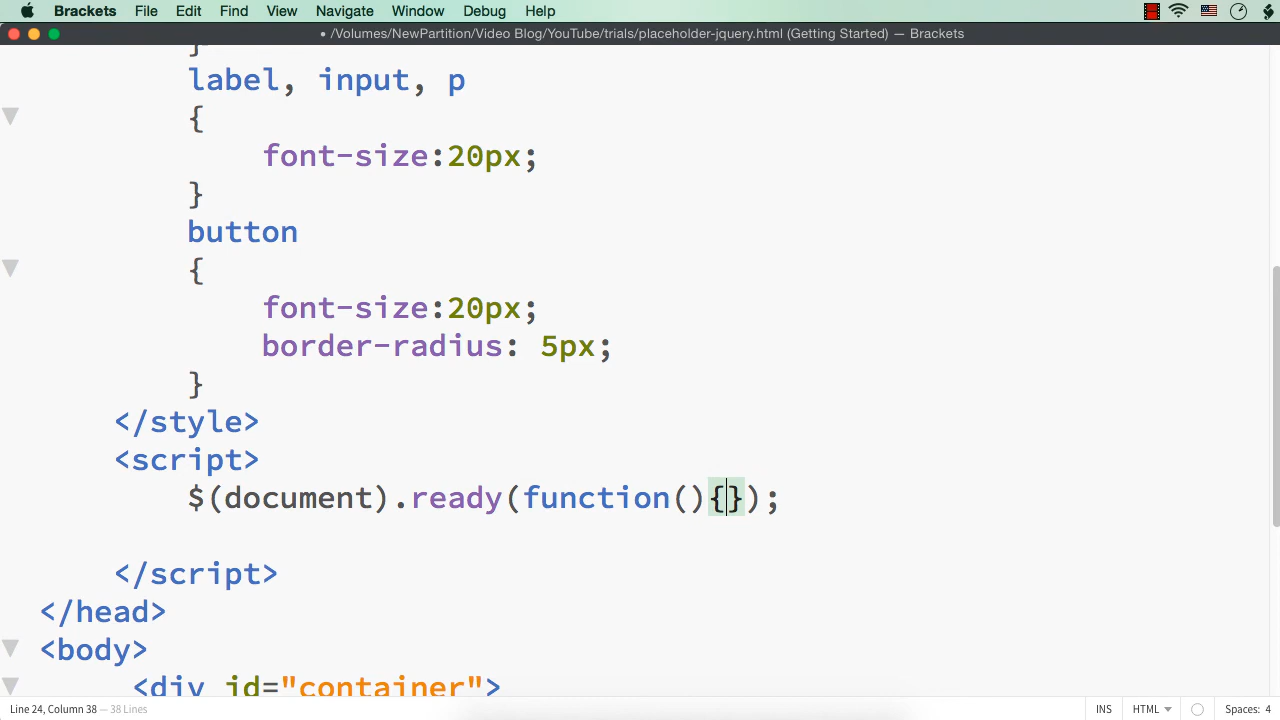 Brackets File Edit Find View Navigate Window Debug Help
• /Volumes/NewPartition/Video Blog/YouTube/trials/placeholder-jquery.html (Getting Started) — Brackets
}
label, input, p
{
font-size:20px;
}
button
{
font-size:20px;
border-radius: 5px;
}
</style>
<script>
$(document).ready(function(){});
</script>
</head>
<body>
<div id="container">
Line 24, Column 38 — 38 Lines INS HTML Spaces: 4